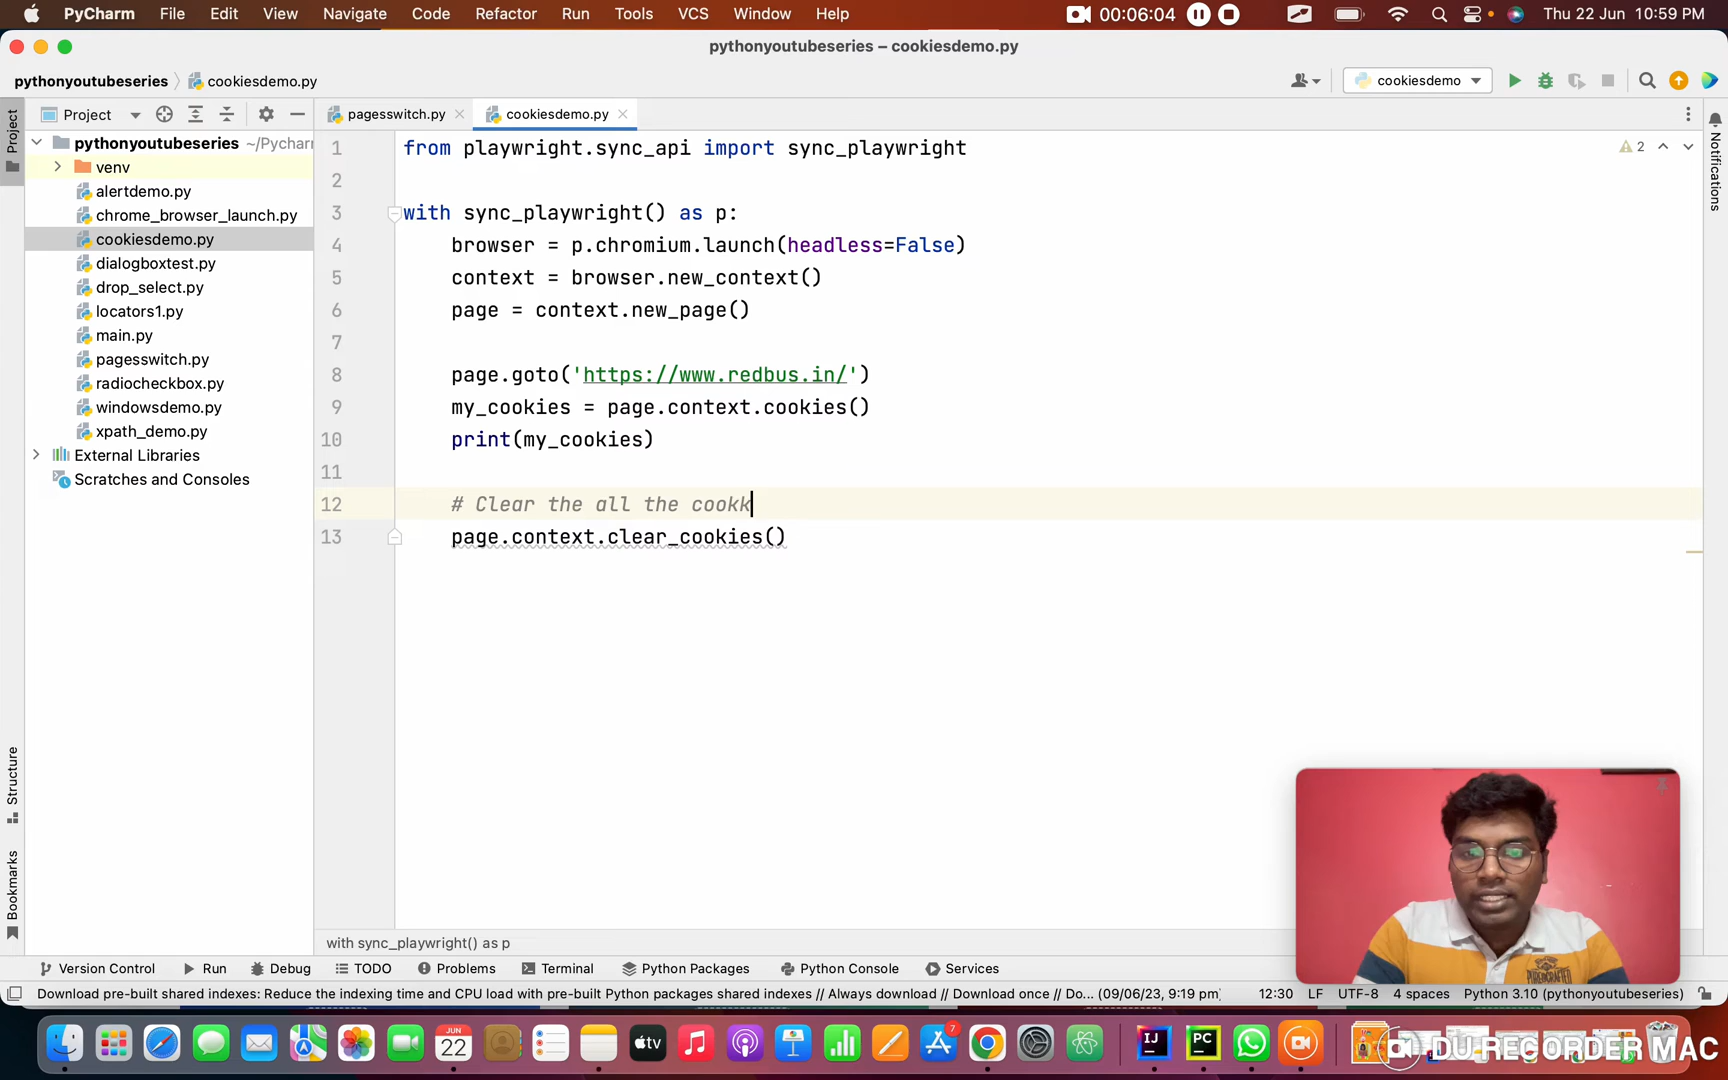 PyCharm File Edit View Navigate Code Refactor Run Tools VCS Window Help 00:06:04 Thu 22 Jun 10:59 PM
pythonyoutubeseries – cookiesdemo.py
pythonyoutubeseries cookiesdemo.py cookiesdemo
Project pagesswitch.py cookiesdemo.py
Project
Notifications
pythonyoutubeseries ~/Pycharm
venv
alertdemo.py
chrome_browser_launch.py
cookiesdemo.py
dialogboxtest.py
drop_select.py
locators1.py
main.py
pagesswitch.py
radiocheckbox.py
windowsdemo.py
xpath_demo.py
External Libraries
Scratches and Consoles
2
1 from playwright.sync_api import sync_playwright
2
3 with sync_playwright() as p:
4 browser = p.chromium.launch(headless=False)
5 context = browser.new_context()
6 page = context.new_page()
7
8 page.goto('https://www.redbus.in/')
9 my_cookies = page.context.cookies()
10 print(my_cookies)
11
12 # Clear the all the cookk
13 page.context.clear_cookies()
Structure
Bookmarks
with sync_playwright() as p
Version Control Run Debug TODO Problems Terminal Python Packages Python Console Services
Download pre-built shared indexes: Reduce the indexing time and CPU load with pre-built Python packages shared indexes // Always download // Download once // Do... (09/06/23, 9:19 pm) 12:30 LF UTF-8 4 spaces Python 3.10 (pythonyoutubeseries)
JUN
22
tv
7
IJ
PC
DU RECORDER MAC